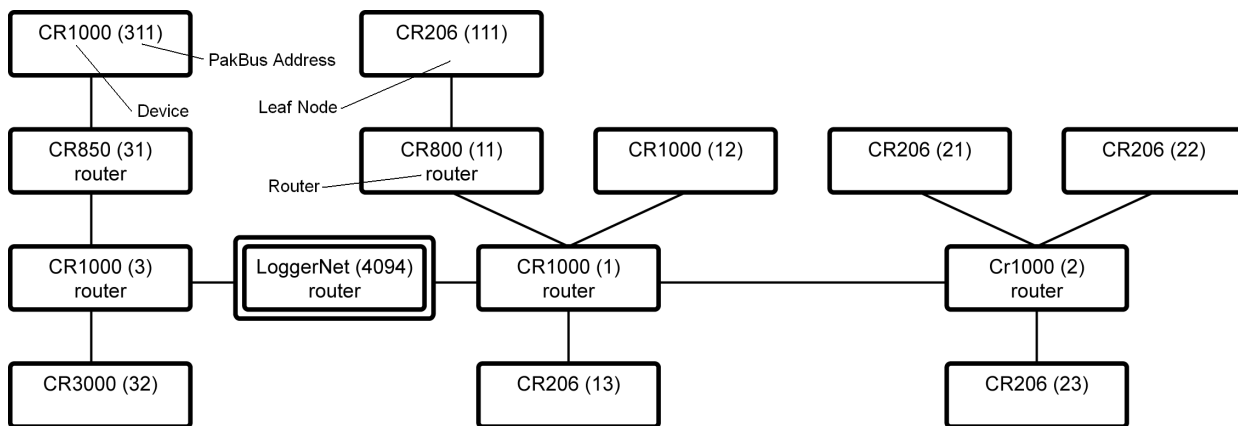 CR1000 (311)
CR206 (111)
PakBus Address
Device
Leaf Node
CR850 (31)
router
CR800 (11)
router
CR1000 (12)
CR206 (21)
CR206 (22)
Router
CR1000 (3)
router
LoggerNet (4094)
router
CR1000 (1)
router
Cr1000 (2)
router
CR3000 (32)
CR206 (13)
CR206 (23)